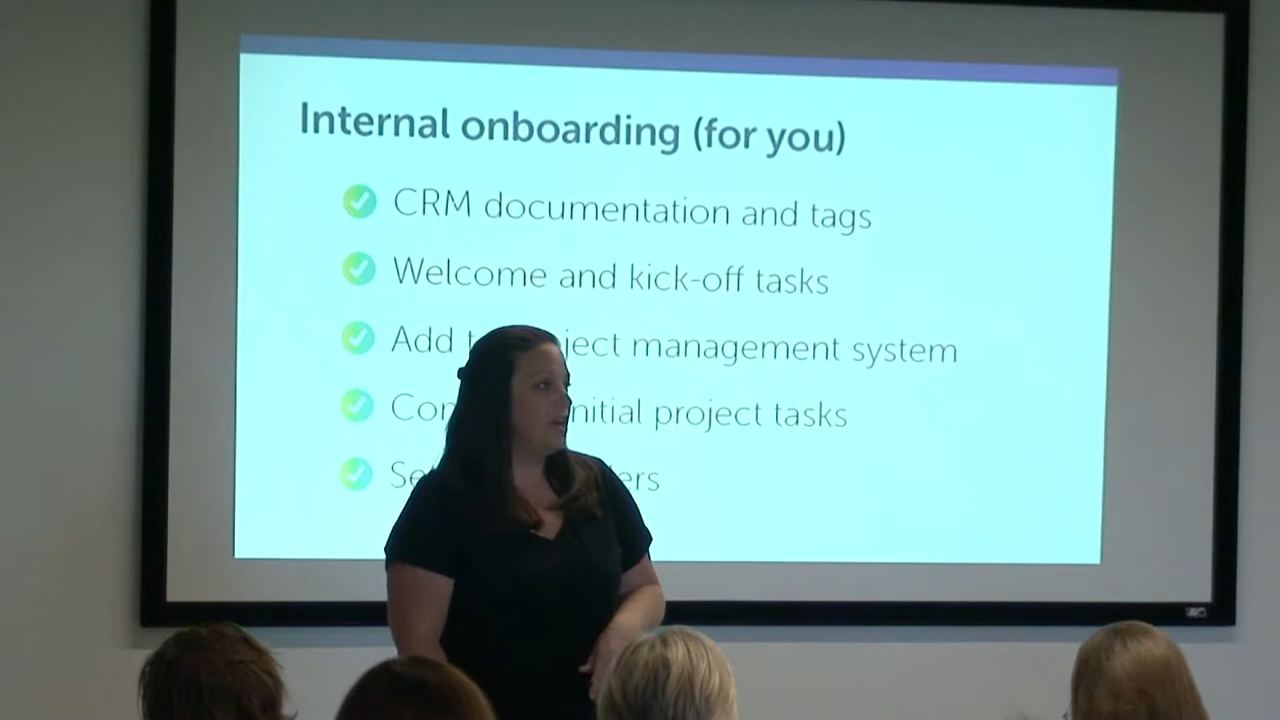 Internal onboarding (for you)
CRM documentation and tags
Welcome and kick-off tasks
Add management system
project tasks